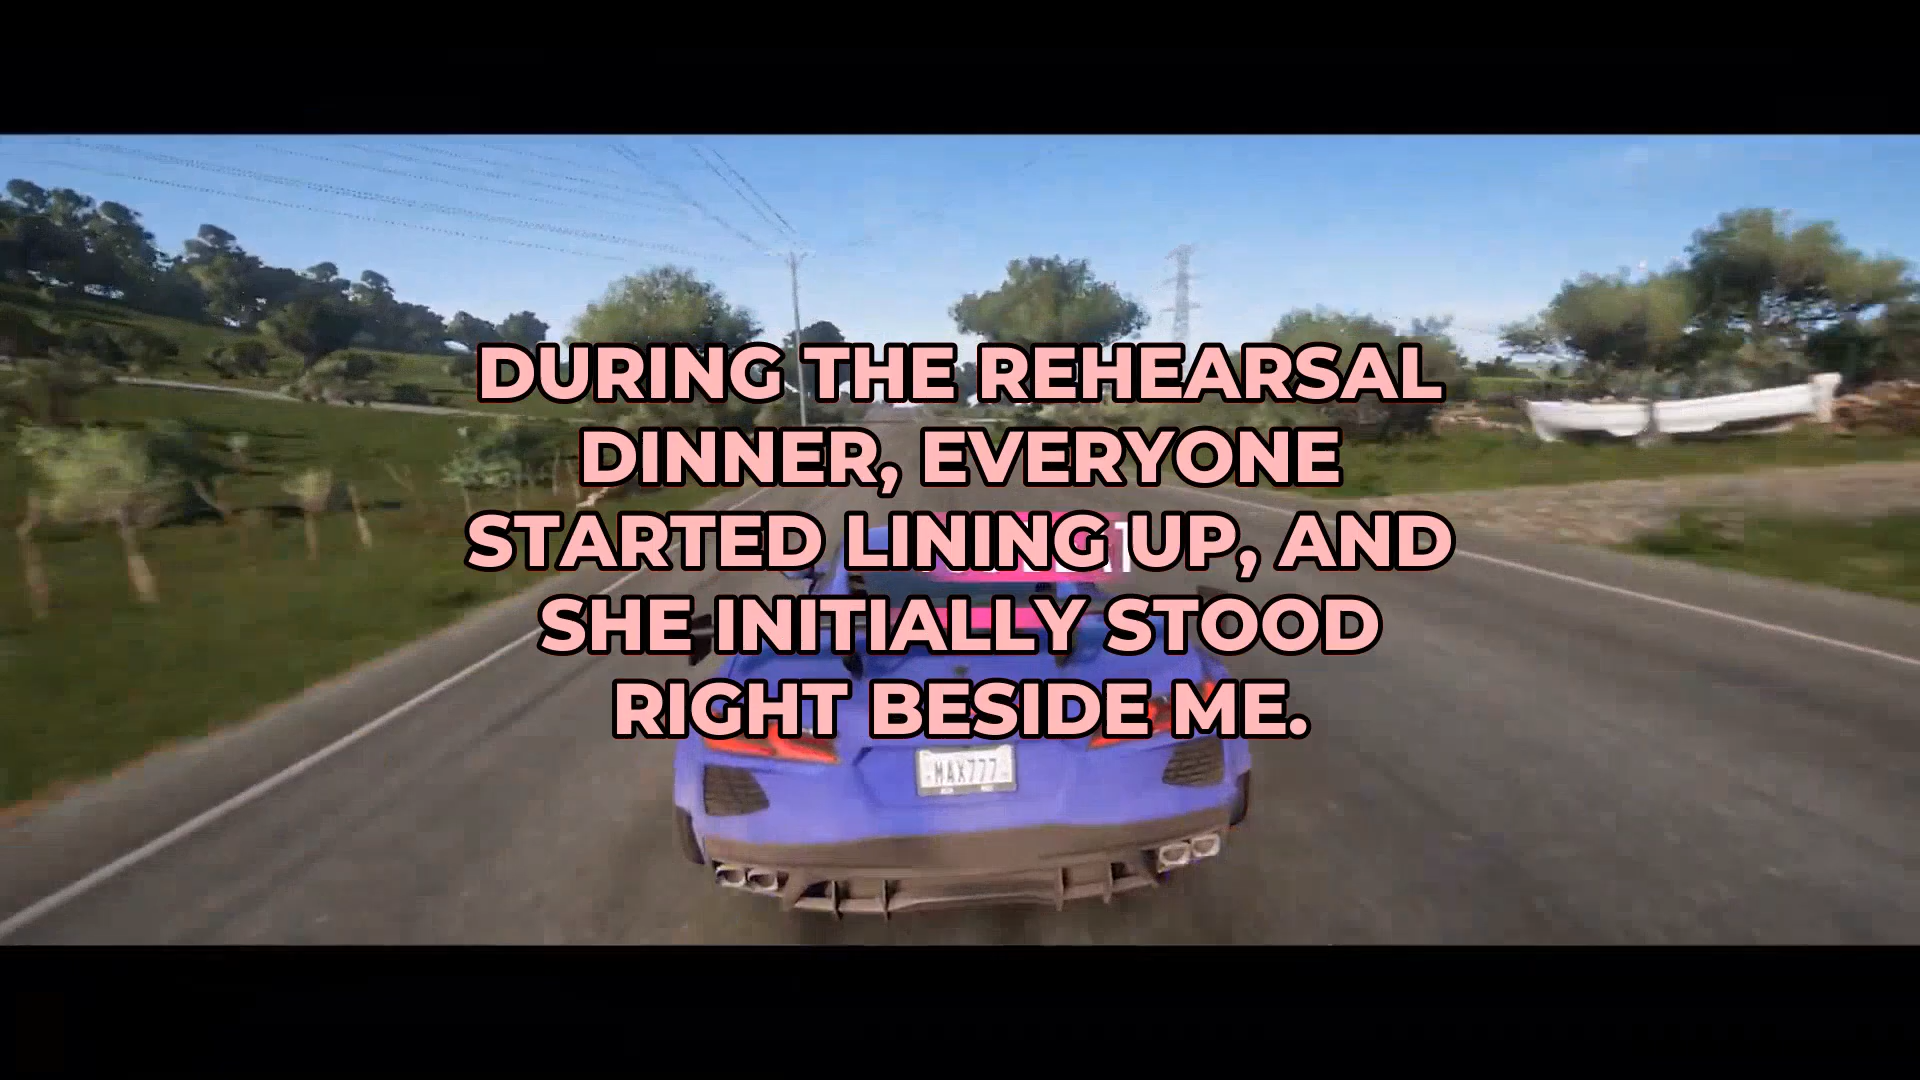 DURING THE REHEARSAL
DINNER, EVERYONE
STARTED LINING UP, AND
SHE INITIALLY STOOD
RIGHT BESIDE ME.
MAX777